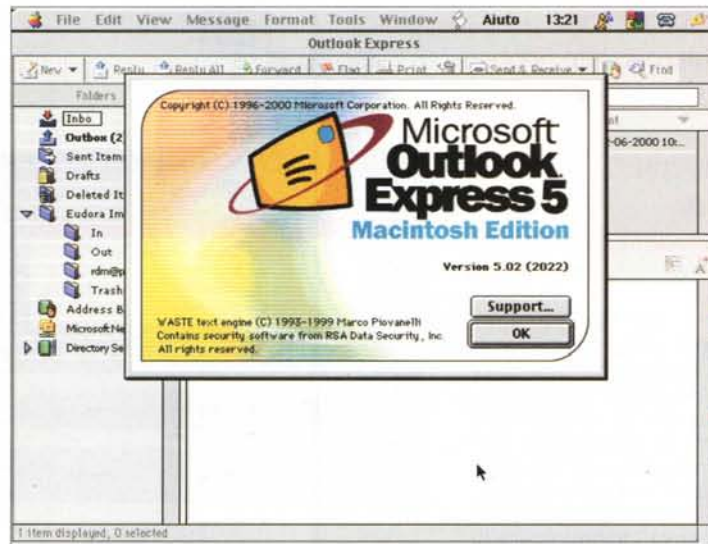 File Edit View Message Format Tools Window Aiuto 13:21
Outlook Express
New Reply Reply All Forward Flag Print Send & Receive Find
Folders
Inbo
Outbox (2
Sent Item
Drafts
Deleted It
Eudora Im
In
Out
rdm@p
Trash
Address B
Microsoft Ne
Directory Se
-06-2000 10:...
Copyright (C) 1996-2000 Microsoft Corporation. All Rights Reserved.
Microsoft
Outlook
Express 5
Macintosh Edition
Version 5.02 (2022)
Support...
WASTE text engine (C) 1993-1999 Marco Piovanelli
Contains security software from RSA Data Security, Inc
All rights reserved.
OK
1 item displayed, 0 selected